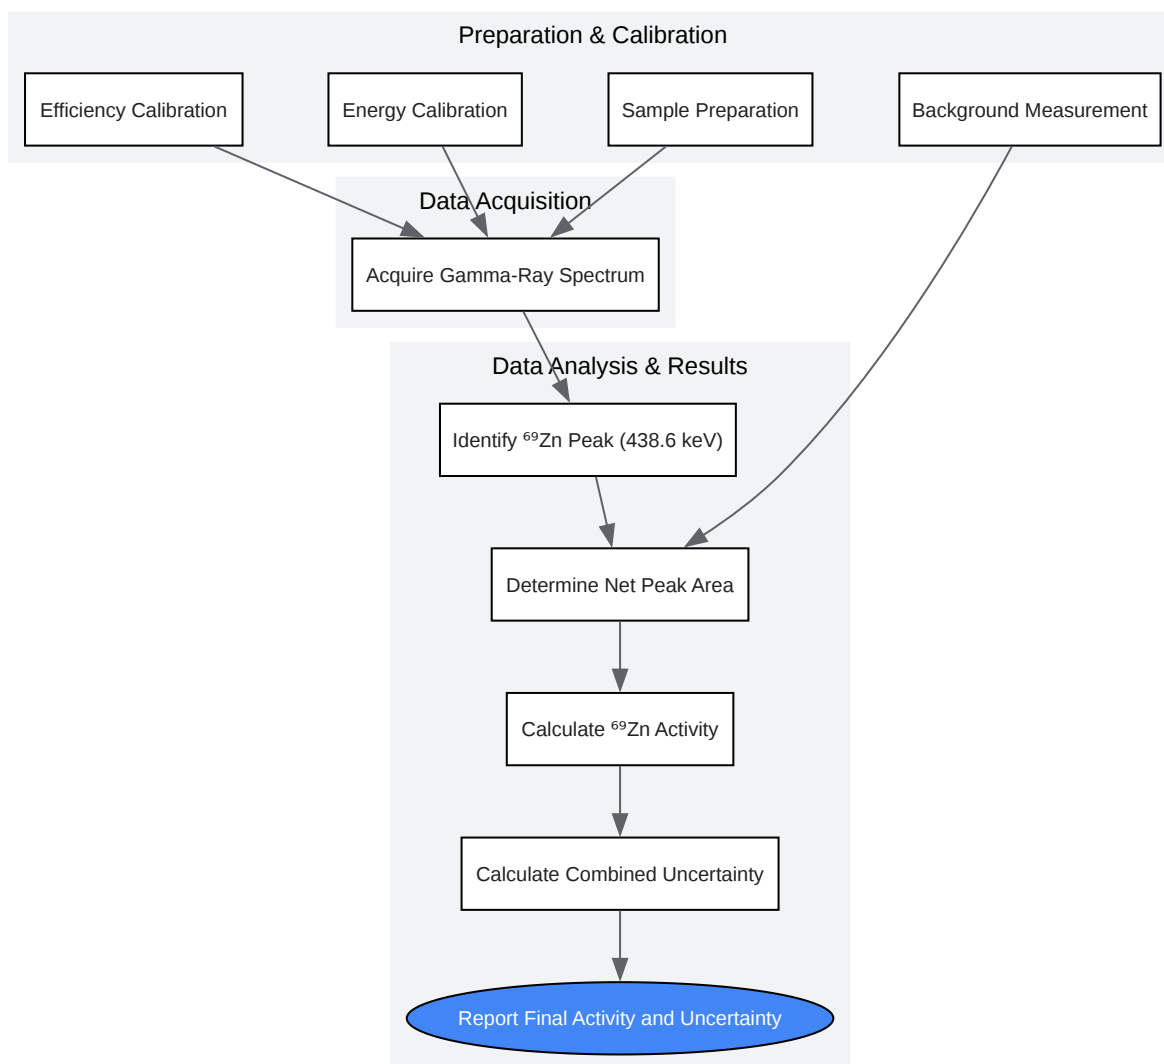 Preparation & Calibration
Efficiency Calibration
Energy Calibration
Sample Preparation
Background Measurement
Data Acquisition
Acquire Gamma-Ray Spectrum
Data Analysis & Results
Identify ⁶⁹Zn Peak (438.6 keV)
Determine Net Peak Area
Calculate ⁶⁹Zn Activity
Calculate Combined Uncertainty
Report Final Activity and Uncertainty